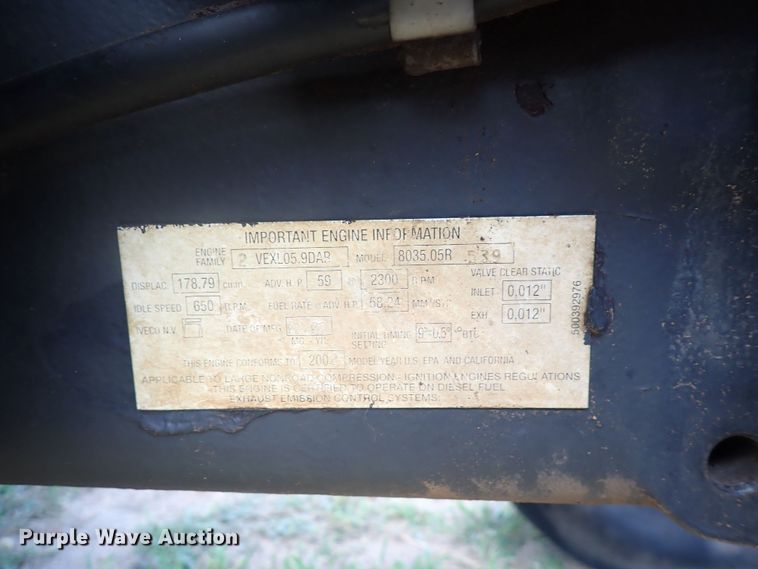 IMPORTANT ENGINE INFORMATION
ENGINE FAMILY 2 VEXL05.9DAR MODEL 8035.05R .539
DISPLAC 178.79 CU.ID ADV. H.P. 59 2300 R.P.M. VALVE CLEAR STATIC
INLET 0,012"
IDLE SPEED 650 R.P.M. FUEL RATE at ADV. H.P. 58.24 MM³/STR
EXH 0,012"
IVECO N.V. DATE OF MFG MO - YR INITIAL TIMING SETTING 9°-0,5° °BTC
THIS ENGINE CONFORMS TO 2002 MODEL YEAR U.S. EPA AND CALIFORNIA
APPLICABLE TO LARGE NONROAD COMPRESSION - IGNITION ENGINES REGULATIONS
THIS ENGINE IS CERTIFIED TO OPERATE ON DIESEL FUEL
EXHAUST EMISSION CONTROL SYSTEMS:
500392976
Purple Wave Auction